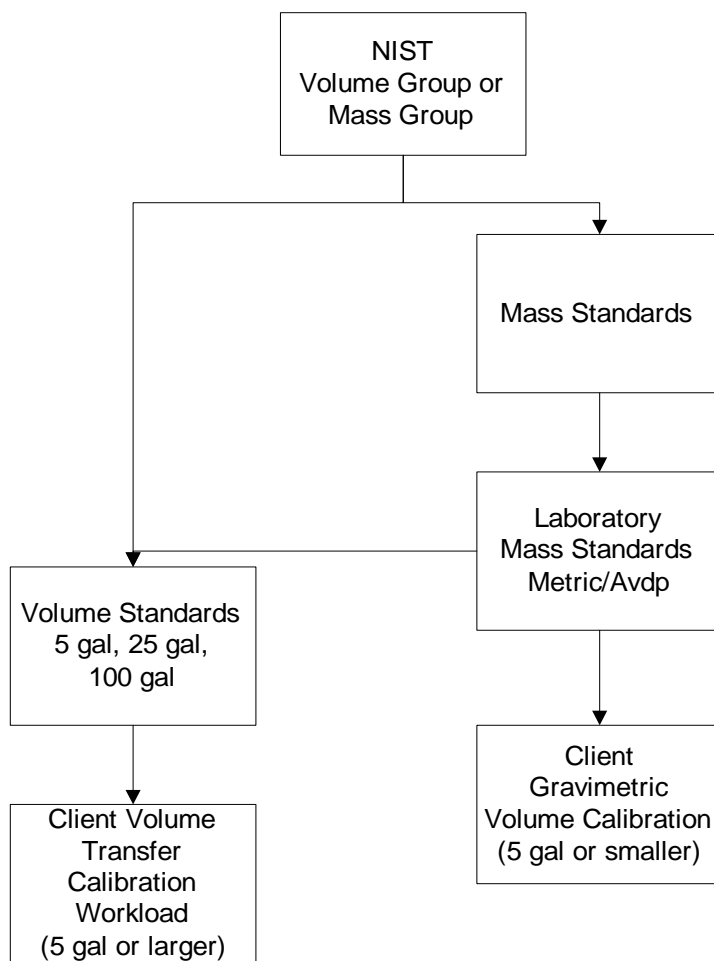 NIST
Volume Group or
Mass Group
Mass Standards
Laboratory
Mass Standards
Metric/Avdp
Volume Standards
5 gal, 25 gal,
100 gal
Client
Gravimetric
Volume Calibration
(5 gal or smaller)
Client Volume
Transfer
Calibration
Workload
(5 gal or larger)